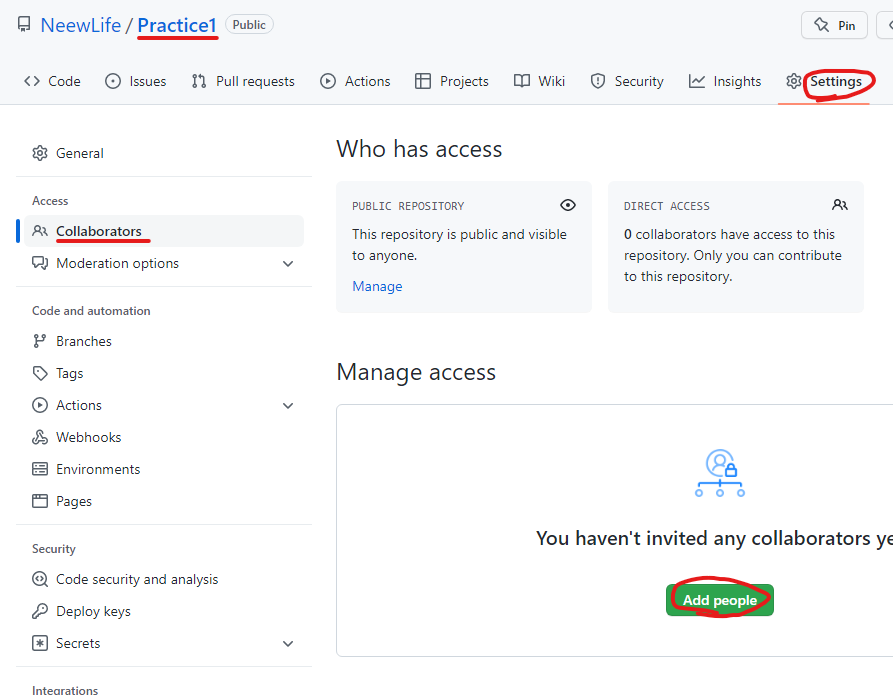 NeewLife / Practice1 Public
Pin
Code Issues Pull requests Actions Projects Wiki Security Insights Settings
General
Access
Collaborators
Moderation options
Code and automation
Branches
Tags
Actions
Webhooks
Environments
Pages
Security
Code security and analysis
Deploy keys
Secrets
Integrations
Who has access
PUBLIC REPOSITORY
This repository is public and visible
to anyone.
Manage
DIRECT ACCESS
0 collaborators have access to this
repository. Only you can contribute
to this repository.
Manage access
You haven't invited any collaborators ye
Add people